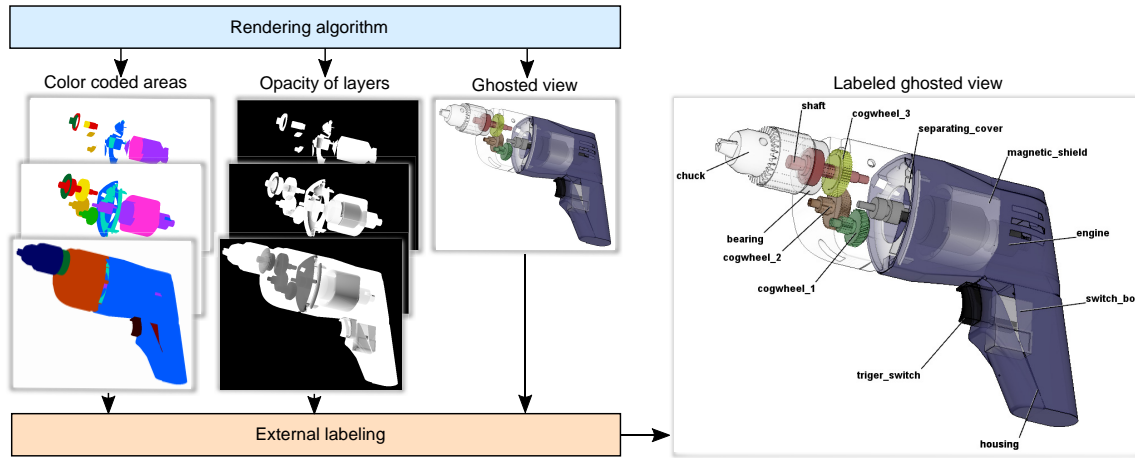 Rendering algorithm
Color coded areas
Opacity of layers
Ghosted view
Labeled ghosted view
shaft
cogwheel_3
separating_cover
magnetic_shield
chuck
bearing
engine
cogwheel_2
cogwheel_1
switch_bo
triger_switch
External labeling
housing